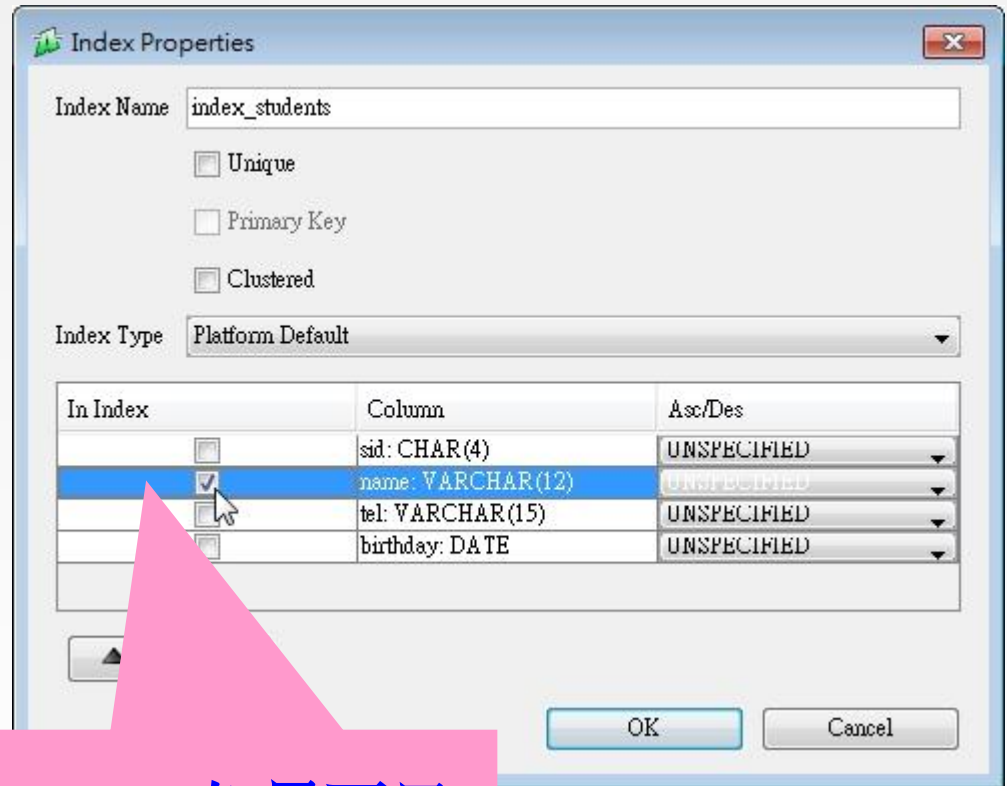 Index Properties
Index Name index_students
Unique
Primary Key
Clustered
Index Type Platform Default
In Index Column Asc/Des
sid: CHAR(4) UNSPECIFIED
name: VARCHAR(12) UNSPECIFIED
tel: VARCHAR(15) UNSPECIFIED
birthday: DATE UNSPECIFIED
OK Cancel